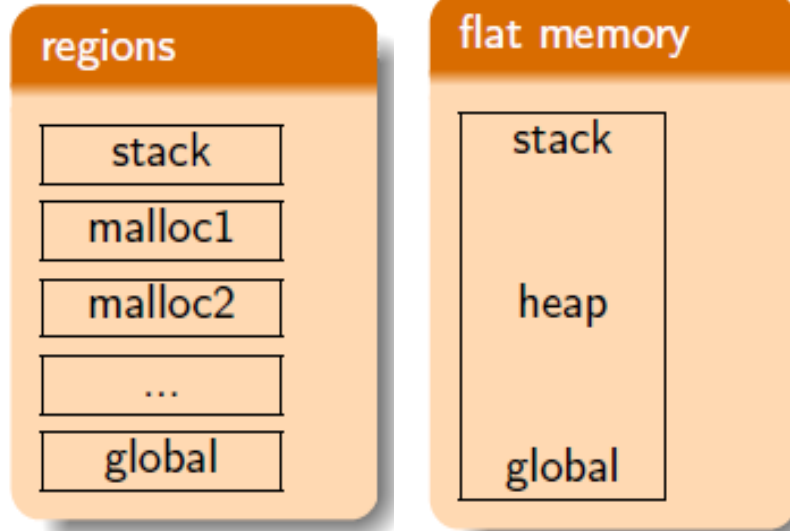 regions
stack
malloc1
malloc2
...
global
flat memory
stack
heap
global